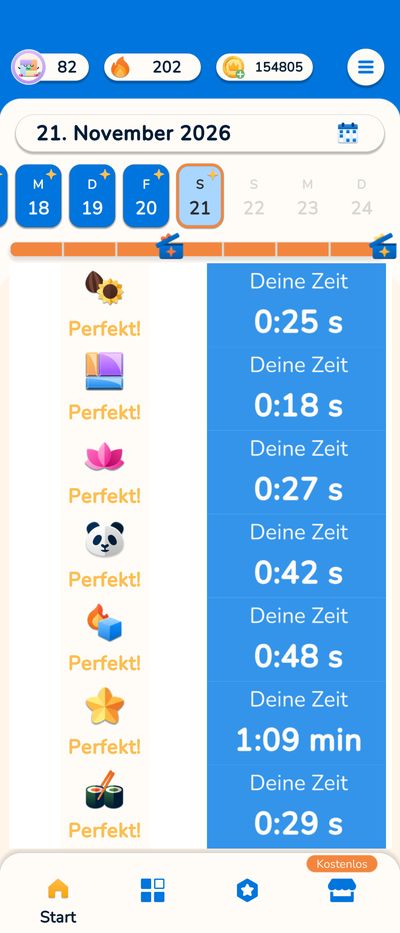 82 202 154805
21. November 2026
M D F S S M D
18 19 20 21 22 23 24
Deine Zeit
Perfekt! 0:25 s
Deine Zeit
Perfekt! 0:18 s
Deine Zeit
Perfekt! 0:27 s
Deine Zeit
Perfekt! 0:42 s
Deine Zeit
Perfekt! 0:48 s
Deine Zeit
Perfekt! 1:09 min
Deine Zeit
Perfekt! 0:29 s
Kostenlos
Start